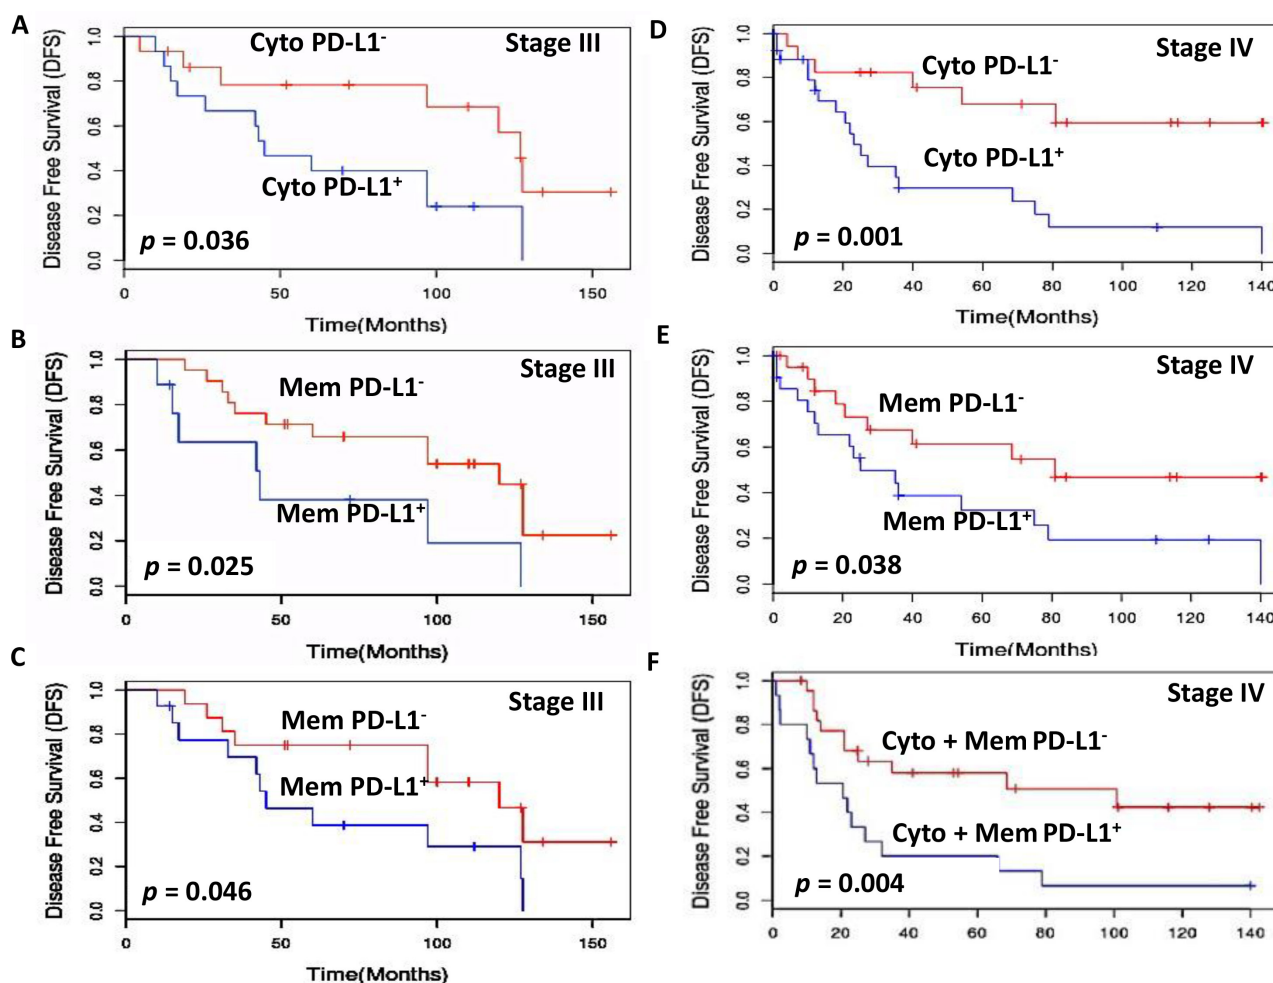 A
Disease Free Survival (DFS)
1.0
0.8
0.6
0.4
0.2
0.0
Cyto PD-L1-
Stage III
Cyto PD-L1+
p = 0.036
0 50 100 150
Time(Months)
B
Disease Free Survival (DFS)
1.0
0.8
0.6
0.4
0.2
0.0
Stage III
Mem PD-L1-
Mem PD-L1+
p = 0.025
0 50 100 150
Time(Months)
C
Disease Free Survival (DFS)
1.0
0.8
0.6
0.4
0.2
0.0
Stage III
Mem PD-L1-
Mem PD-L1+
p = 0.046
0 50 100 150
Time(Months)
D
Disease Free Survival (DFS)
1.0
0.8
0.6
0.4
0.2
0.0
Stage IV
Cyto PD-L1-
Cyto PD-L1+
p = 0.001
0 20 40 60 80 100 120 140
Time(Months)
E
Disease Free Survival (DFS)
1.0
0.8
0.6
0.4
0.2
0.0
Stage IV
Mem PD-L1-
Mem PD-L1+
p = 0.038
0 20 40 60 80 100 120 140
Time(Months)
F
Disease Free Survival (DFS)
1.0
0.8
0.6
0.4
0.2
0.0
Stage IV
Cyto + Mem PD-L1-
Cyto + Mem PD-L1+
p = 0.004
0 20 40 60 80 100 120 140
Time(Months)